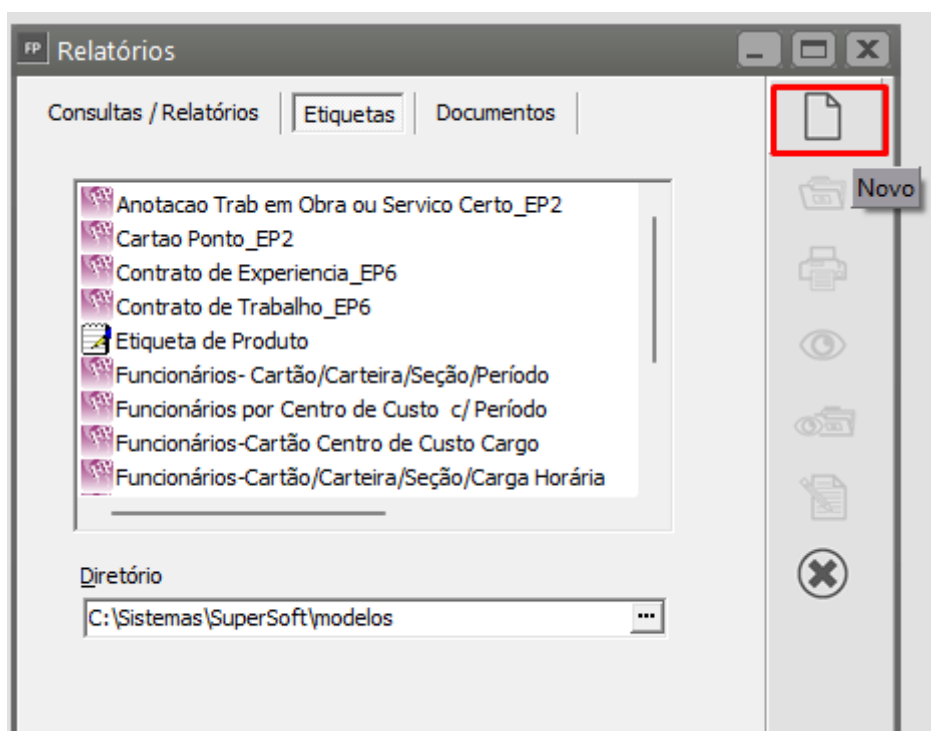 FP Relatórios
Consultas / Relatórios Etiquetas Documentos
Novo
Anotacao Trab em Obra ou Servico Certo_EP2
Cartao Ponto_EP2
Contrato de Experiencia_EP6
Contrato de Trabalho_EP6
Etiqueta de Produto
Funcionários- Cartão/Carteira/Seção/Período
Funcionários por Centro de Custo c/ Período
Funcionários-Cartão Centro de Custo Cargo
Funcionários-Cartão/Carteira/Seção/Carga Horária
Diretório
C:\Sistemas\SuperSoft\modelos ...